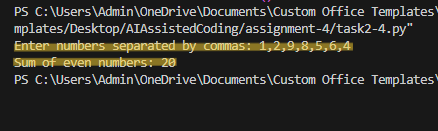 PS C:\Users\Admin\OneDrive\Documents\Custom Office Templates\
mplates/Desktop/AIAssistedCoding/assignment-4/task2-4.py"
Enter numbers separated by commas: 1,2,9,8,5,6,4
Sum of even numbers: 20
PS C:\Users\Admin\OneDrive\Documents\Custom Office Templates\